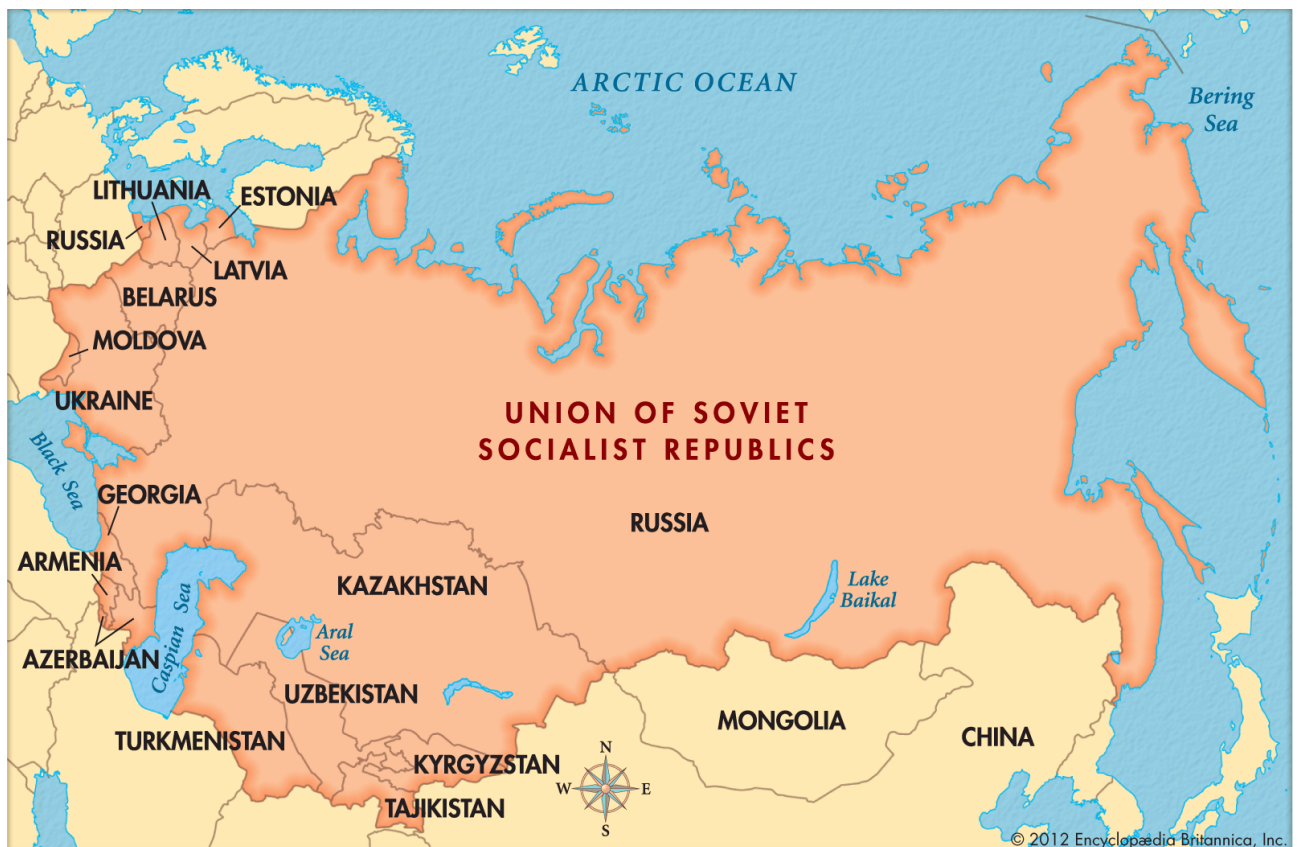 ARCTIC OCEAN
Bering
Sea
LITHUANIA
ESTONIA
RUSSIA
LATVIA
BELARUS
MOLDOVA
UKRAINE
Black Sea
UNION OF SOVIET
SOCIALIST REPUBLICS
GEORGIA
RUSSIA
ARMENIA
KAZAKHSTAN
Lake
Baikal
Caspian Sea
Aral
Sea
AZERBAIJAN
UZBEKISTAN
MONGOLIA
TURKMENISTAN
CHINA
KYRGYZSTAN
TAJIKISTAN
N
W E
S
© 2012 Encyclopædia Britannica, Inc.